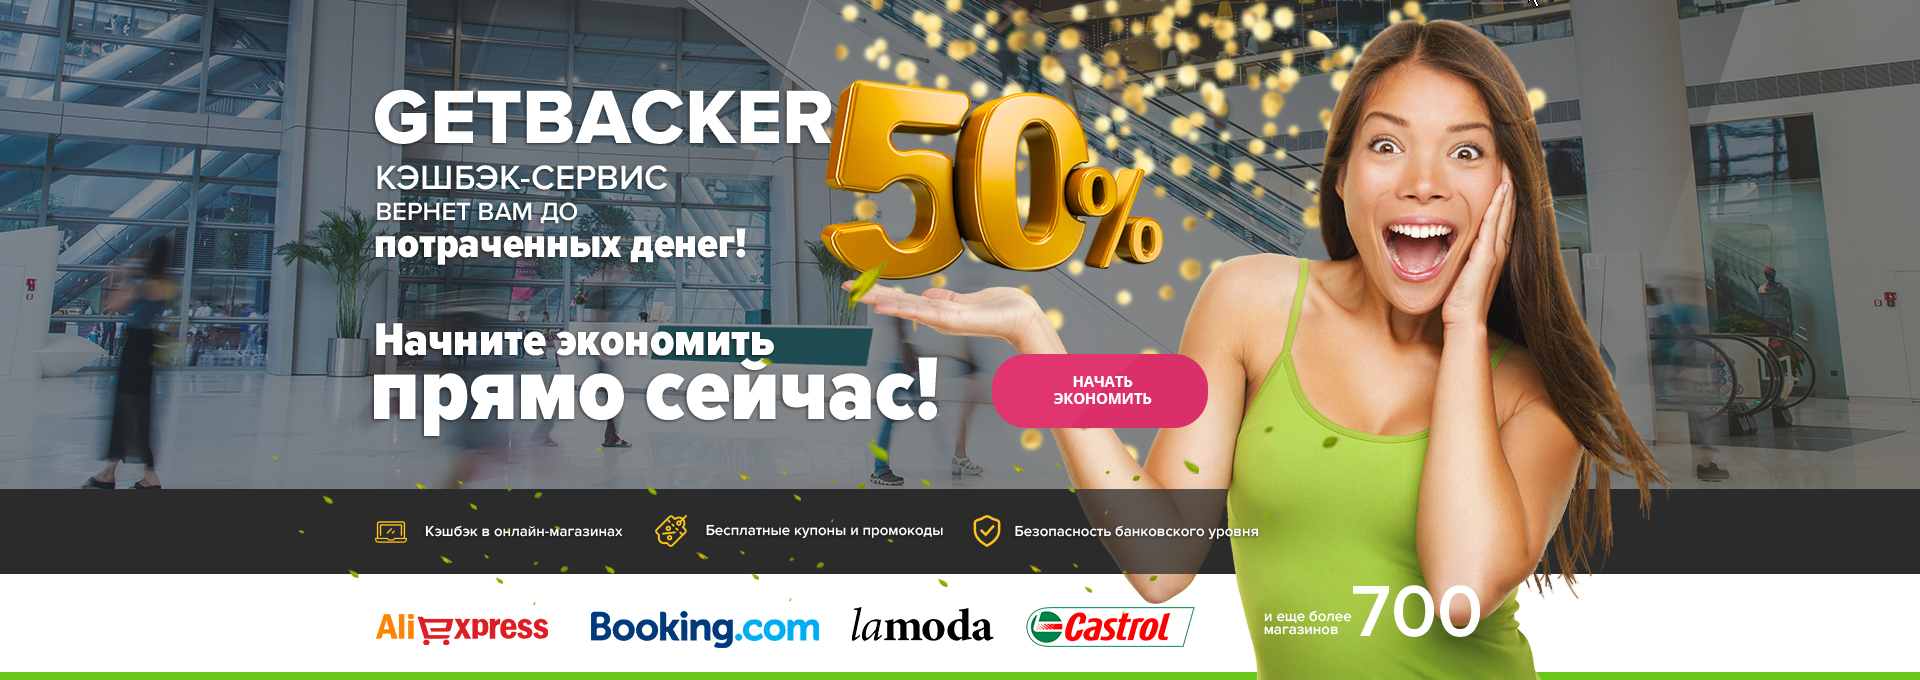 GETBACKER
КЭШБЭК-СЕРВИС
ВЕРНЕТ ВАМ ДО
50%
потраченных денег!
Начните экономить
прямо сейчас!
НАЧАТЬ
ЭКОНОМИТЬ
Кэшбэк в онлайн-магазинах
Бесплатные купоны и промокоды
Безопасность банковского уровня
AliExpress
Booking.com
lamoda
Castrol
и еще более
магазинов
700